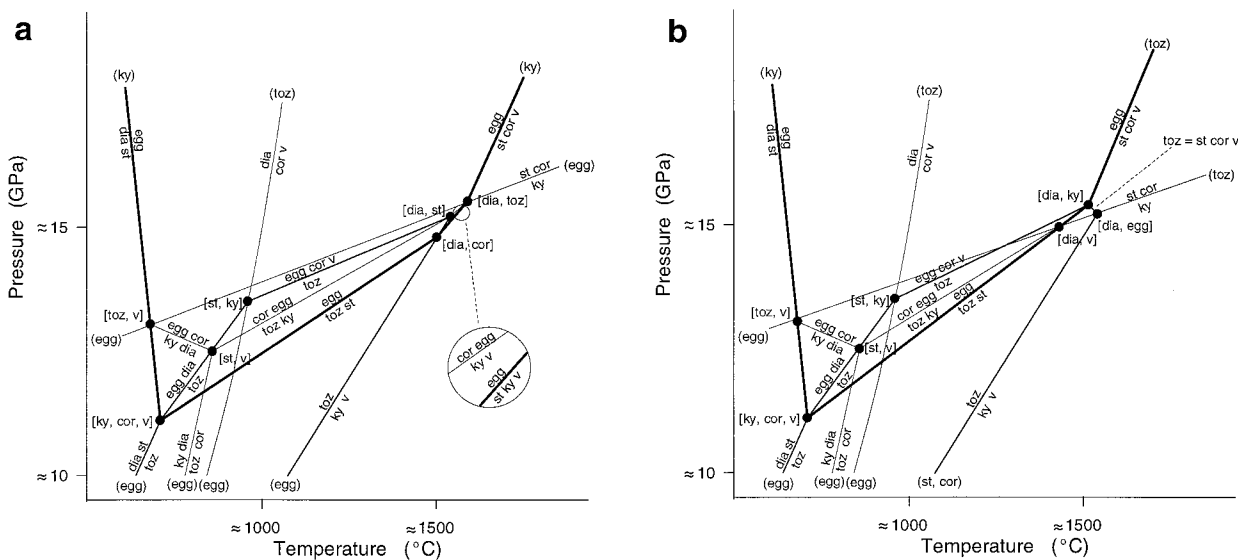 a
(ky)
(ky)
(toz)
egg
dia st
dia
cor v
egg
st cor v
st cor
ky
(egg)
[dia, st]
[dia, toz]
≈ 15
[dia, cor]
egg cor v
toz
[st, ky]
cor egg
toz ky
egg
toz st
[toz, v]
(egg)
egg cor
ky dia
[st, v]
egg dia
toz
cor egg
ky v
egg
st ky v
toz
ky v
[ky, cor, v]
dia st
toz
ky dia
toz cor
≈ 10
(egg)
(egg)
(egg)
(egg)
≈ 1000
≈ 1500
Temperature (°C)
Pressure (GPa)
b
(toz)
(ky)
(toz)
egg
dia st
dia
cor v
egg
st cor v
toz = st cor v
st cor
ky
(toz)
[dia, ky]
[dia, egg]
≈ 15
[dia, v]
egg cor v
toz
[st, ky]
cor egg
toz ky
egg
toz st
[toz, v]
(egg)
egg cor
ky dia
[st, v]
egg dia
toz
toz
ky v
[ky, cor, v]
dia st
toz
ky dia
toz cor
≈ 10
(egg)
(egg)
(egg)
(st, cor)
≈ 1000
≈ 1500
Temperature (°C)
Pressure (GPa)